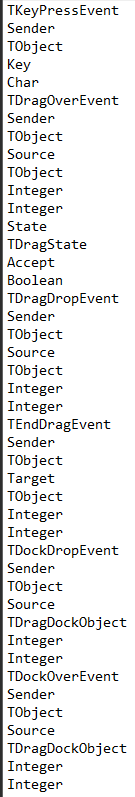 TKeyPressEvent
Sender
TObject
Key
Char
TDragOverEvent
Sender
TObject
Source
TObject
Integer
Integer
State
TDragState
Accept
Boolean
TDragDropEvent
Sender
TObject
Source
TObject
Integer
Integer
TEndDragEvent
Sender
TObject
Target
TObject
Integer
Integer
TDockDropEvent
Sender
TObject
Source
TDragDockObject
Integer
Integer
TDockOverEvent
Sender
TObject
Source
TDragDockObject
Integer
Integer